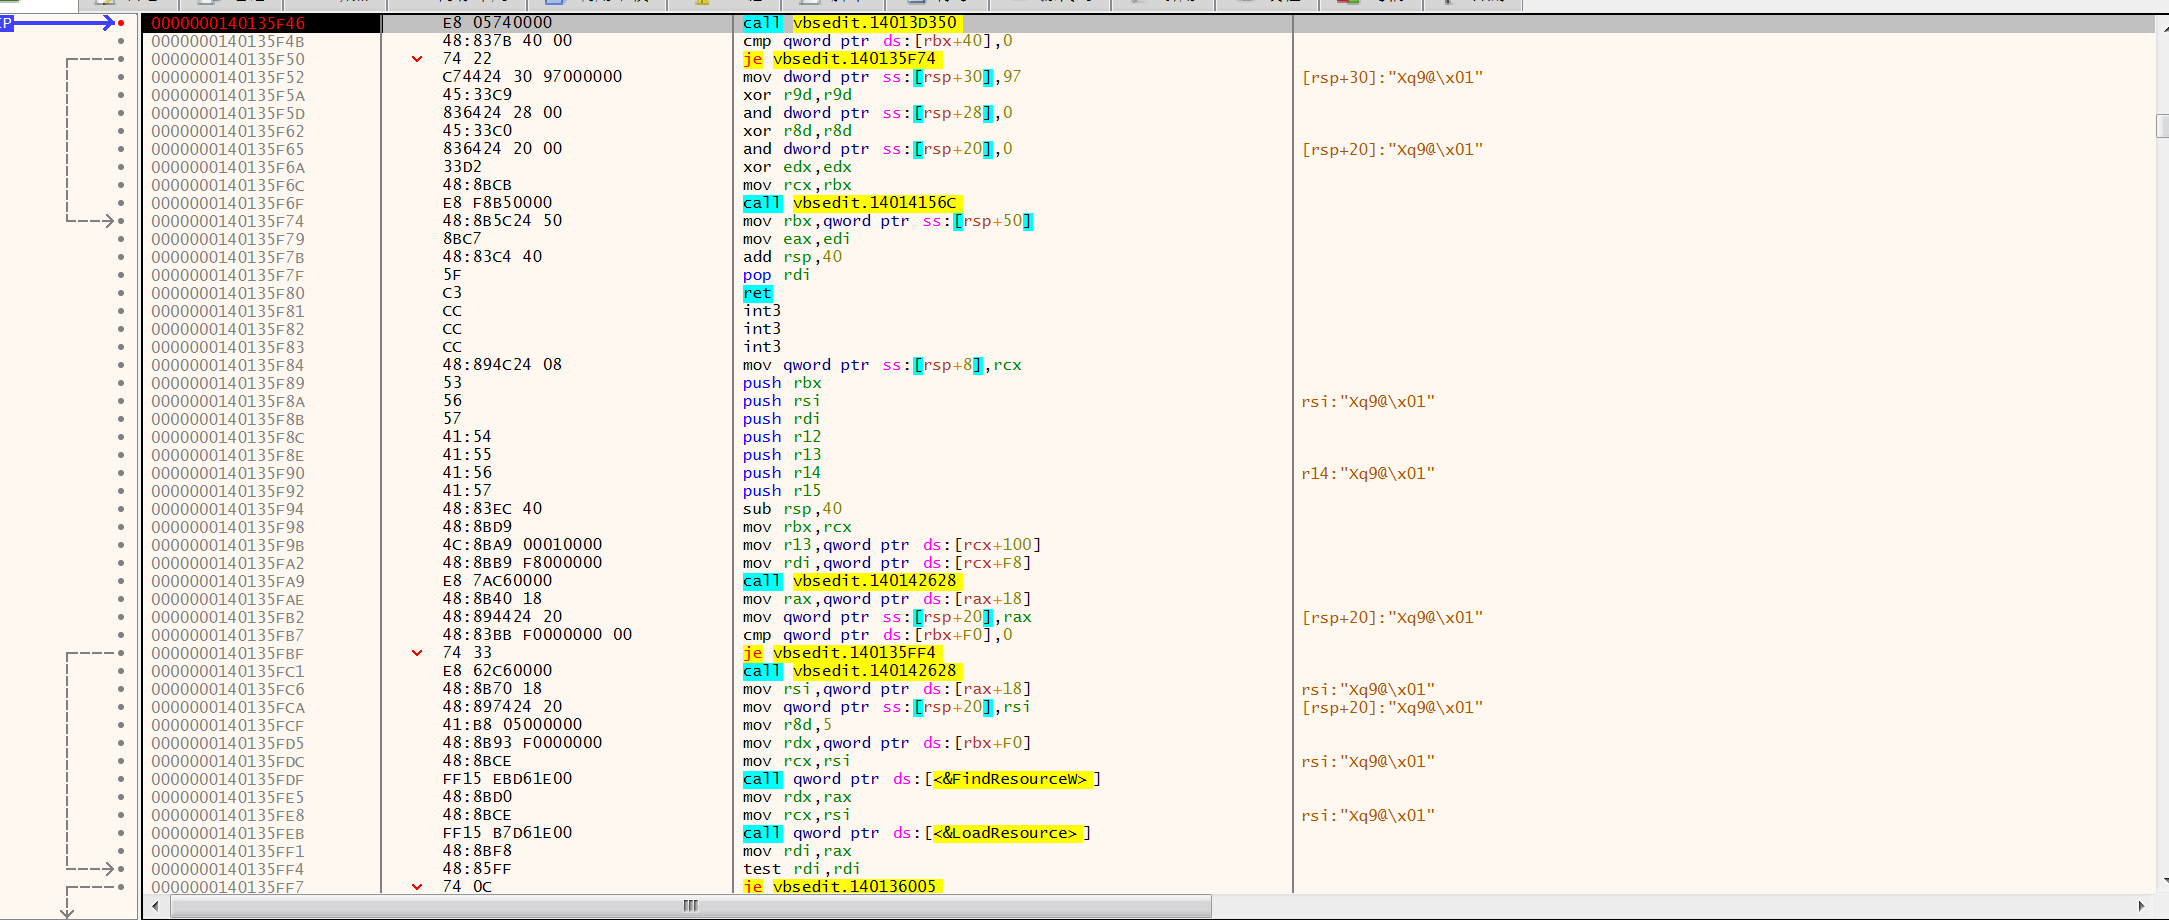 0000000140135F46 E8 05740000 call vbsedit.14013D350
0000000140135F4B 48:837B 40 00 cmp qword ptr ds:[rbx+40],0
0000000140135F50 74 22 je vbsedit.140135F74
0000000140135F52 C74424 30 97000000 mov dword ptr ss:[rsp+30],97 [rsp+30]:"Xq9@\x01"
0000000140135F5A 45:33C9 xor r9d,r9d
0000000140135F5D 836424 28 00 and dword ptr ss:[rsp+28],0
0000000140135F62 45:33C0 xor r8d,r8d
0000000140135F65 836424 20 00 and dword ptr ss:[rsp+20],0 [rsp+20]:"Xq9@\x01"
0000000140135F6A 33D2 xor edx,edx
0000000140135F6C 48:8BCB mov rcx,rbx
0000000140135F6F E8 F8B50000 call vbsedit.14014156C
0000000140135F74 48:8B5C24 50 mov rbx,qword ptr ss:[rsp+50]
0000000140135F79 8BC7 mov eax,edi
0000000140135F7B 48:83C4 40 add rsp,40
0000000140135F7F 5F pop rdi
0000000140135F80 C3 ret
0000000140135F81 CC int3
0000000140135F82 CC int3
0000000140135F83 CC int3
0000000140135F84 48:894C24 08 mov qword ptr ss:[rsp+8],rcx
0000000140135F89 53 push rbx
0000000140135F8A 56 push rsi rsi:"Xq9@\x01"
0000000140135F8B 57 push rdi
0000000140135F8C 41:54 push r12
0000000140135F8E 41:55 push r13
0000000140135F90 41:56 push r14 r14:"Xq9@\x01"
0000000140135F92 41:57 push r15
0000000140135F94 48:83EC 40 sub rsp,40
0000000140135F98 48:8BD9 mov rbx,rcx
0000000140135F9B 4C:8BA9 00010000 mov r13,qword ptr ds:[rcx+100]
0000000140135FA2 48:8BB9 F8000000 mov rdi,qword ptr ds:[rcx+F8]
0000000140135FA9 E8 7AC60000 call vbsedit.140142628
0000000140135FAE 48:8B40 18 mov rax,qword ptr ds:[rax+18]
0000000140135FB2 48:894424 20 mov qword ptr ss:[rsp+20],rax [rsp+20]:"Xq9@\x01"
0000000140135FB7 48:83BB F0000000 00 cmp qword ptr ds:[rbx+F0],0
0000000140135FBF 74 33 je vbsedit.140135FF4
0000000140135FC1 E8 62C60000 call vbsedit.140142628
0000000140135FC6 48:8B70 18 mov rsi,qword ptr ds:[rax+18] rsi:"Xq9@\x01"
0000000140135FCA 48:897424 20 mov qword ptr ss:[rsp+20],rsi [rsp+20]:"Xq9@\x01"
0000000140135FCF 41:B8 05000000 mov r8d,5
0000000140135FD5 48:8B93 F0000000 mov rdx,qword ptr ds:[rbx+F0]
0000000140135FDC 48:8BCE mov rcx,rsi rsi:"Xq9@\x01"
0000000140135FDF FF15 EBD61E00 call qword ptr ds:[<&FindResourceW>]
0000000140135FE5 48:8BD0 mov rdx,rax
0000000140135FE8 48:8BCE mov rcx,rsi rsi:"Xq9@\x01"
0000000140135FEB FF15 B7D61E00 call qword ptr ds:[<&LoadResource>]
0000000140135FF1 48:8BF8 mov rdi,rax
0000000140135FF4 48:85FF test rdi,rdi
0000000140135FF7 74 0C je vbsedit.140136005